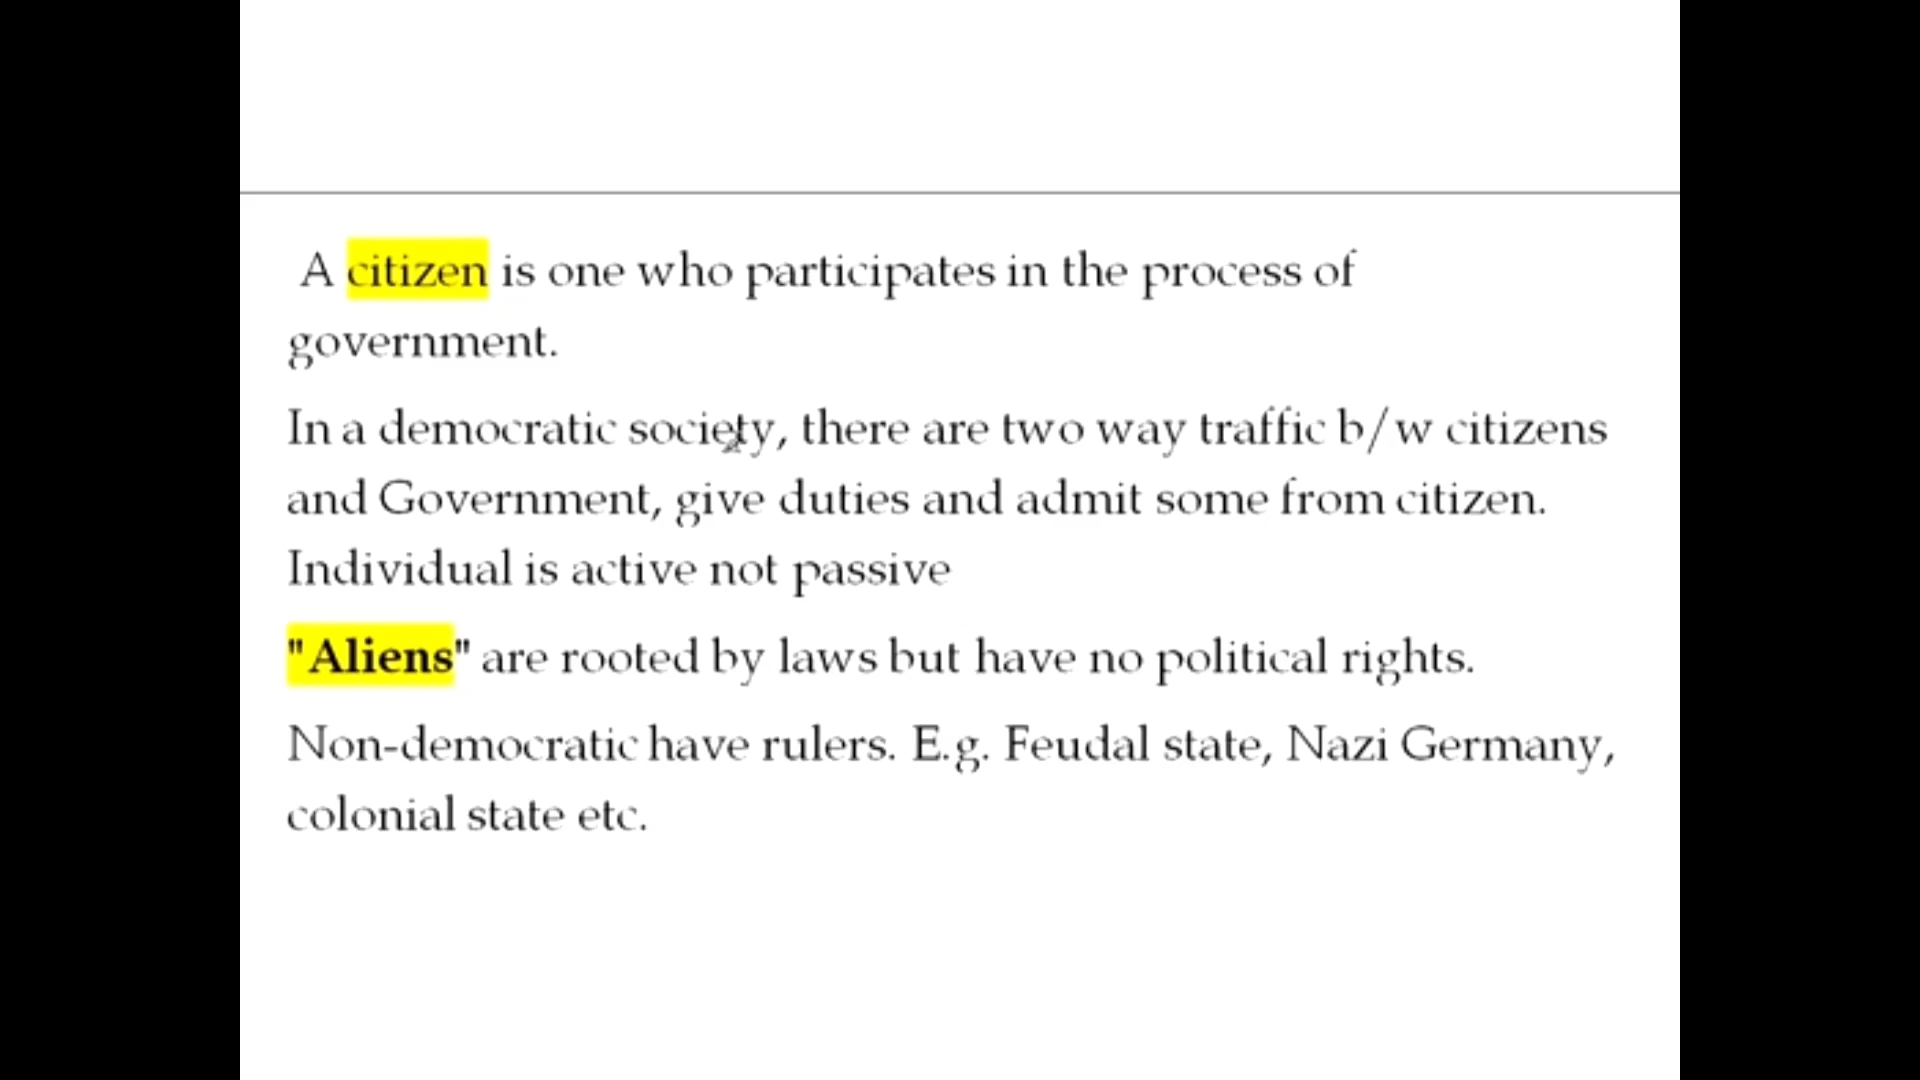 A citizen is one who participates in the process of
government.
In a democratic society, there are two way traffic b/w citizens
and Government, give duties and admit some from citizen.
Individual is active not passive
"Aliens" are rooted by laws but have no political rights.
Non-democratic have rulers. E.g. Feudal state, Nazi Germany,
colonial state etc.